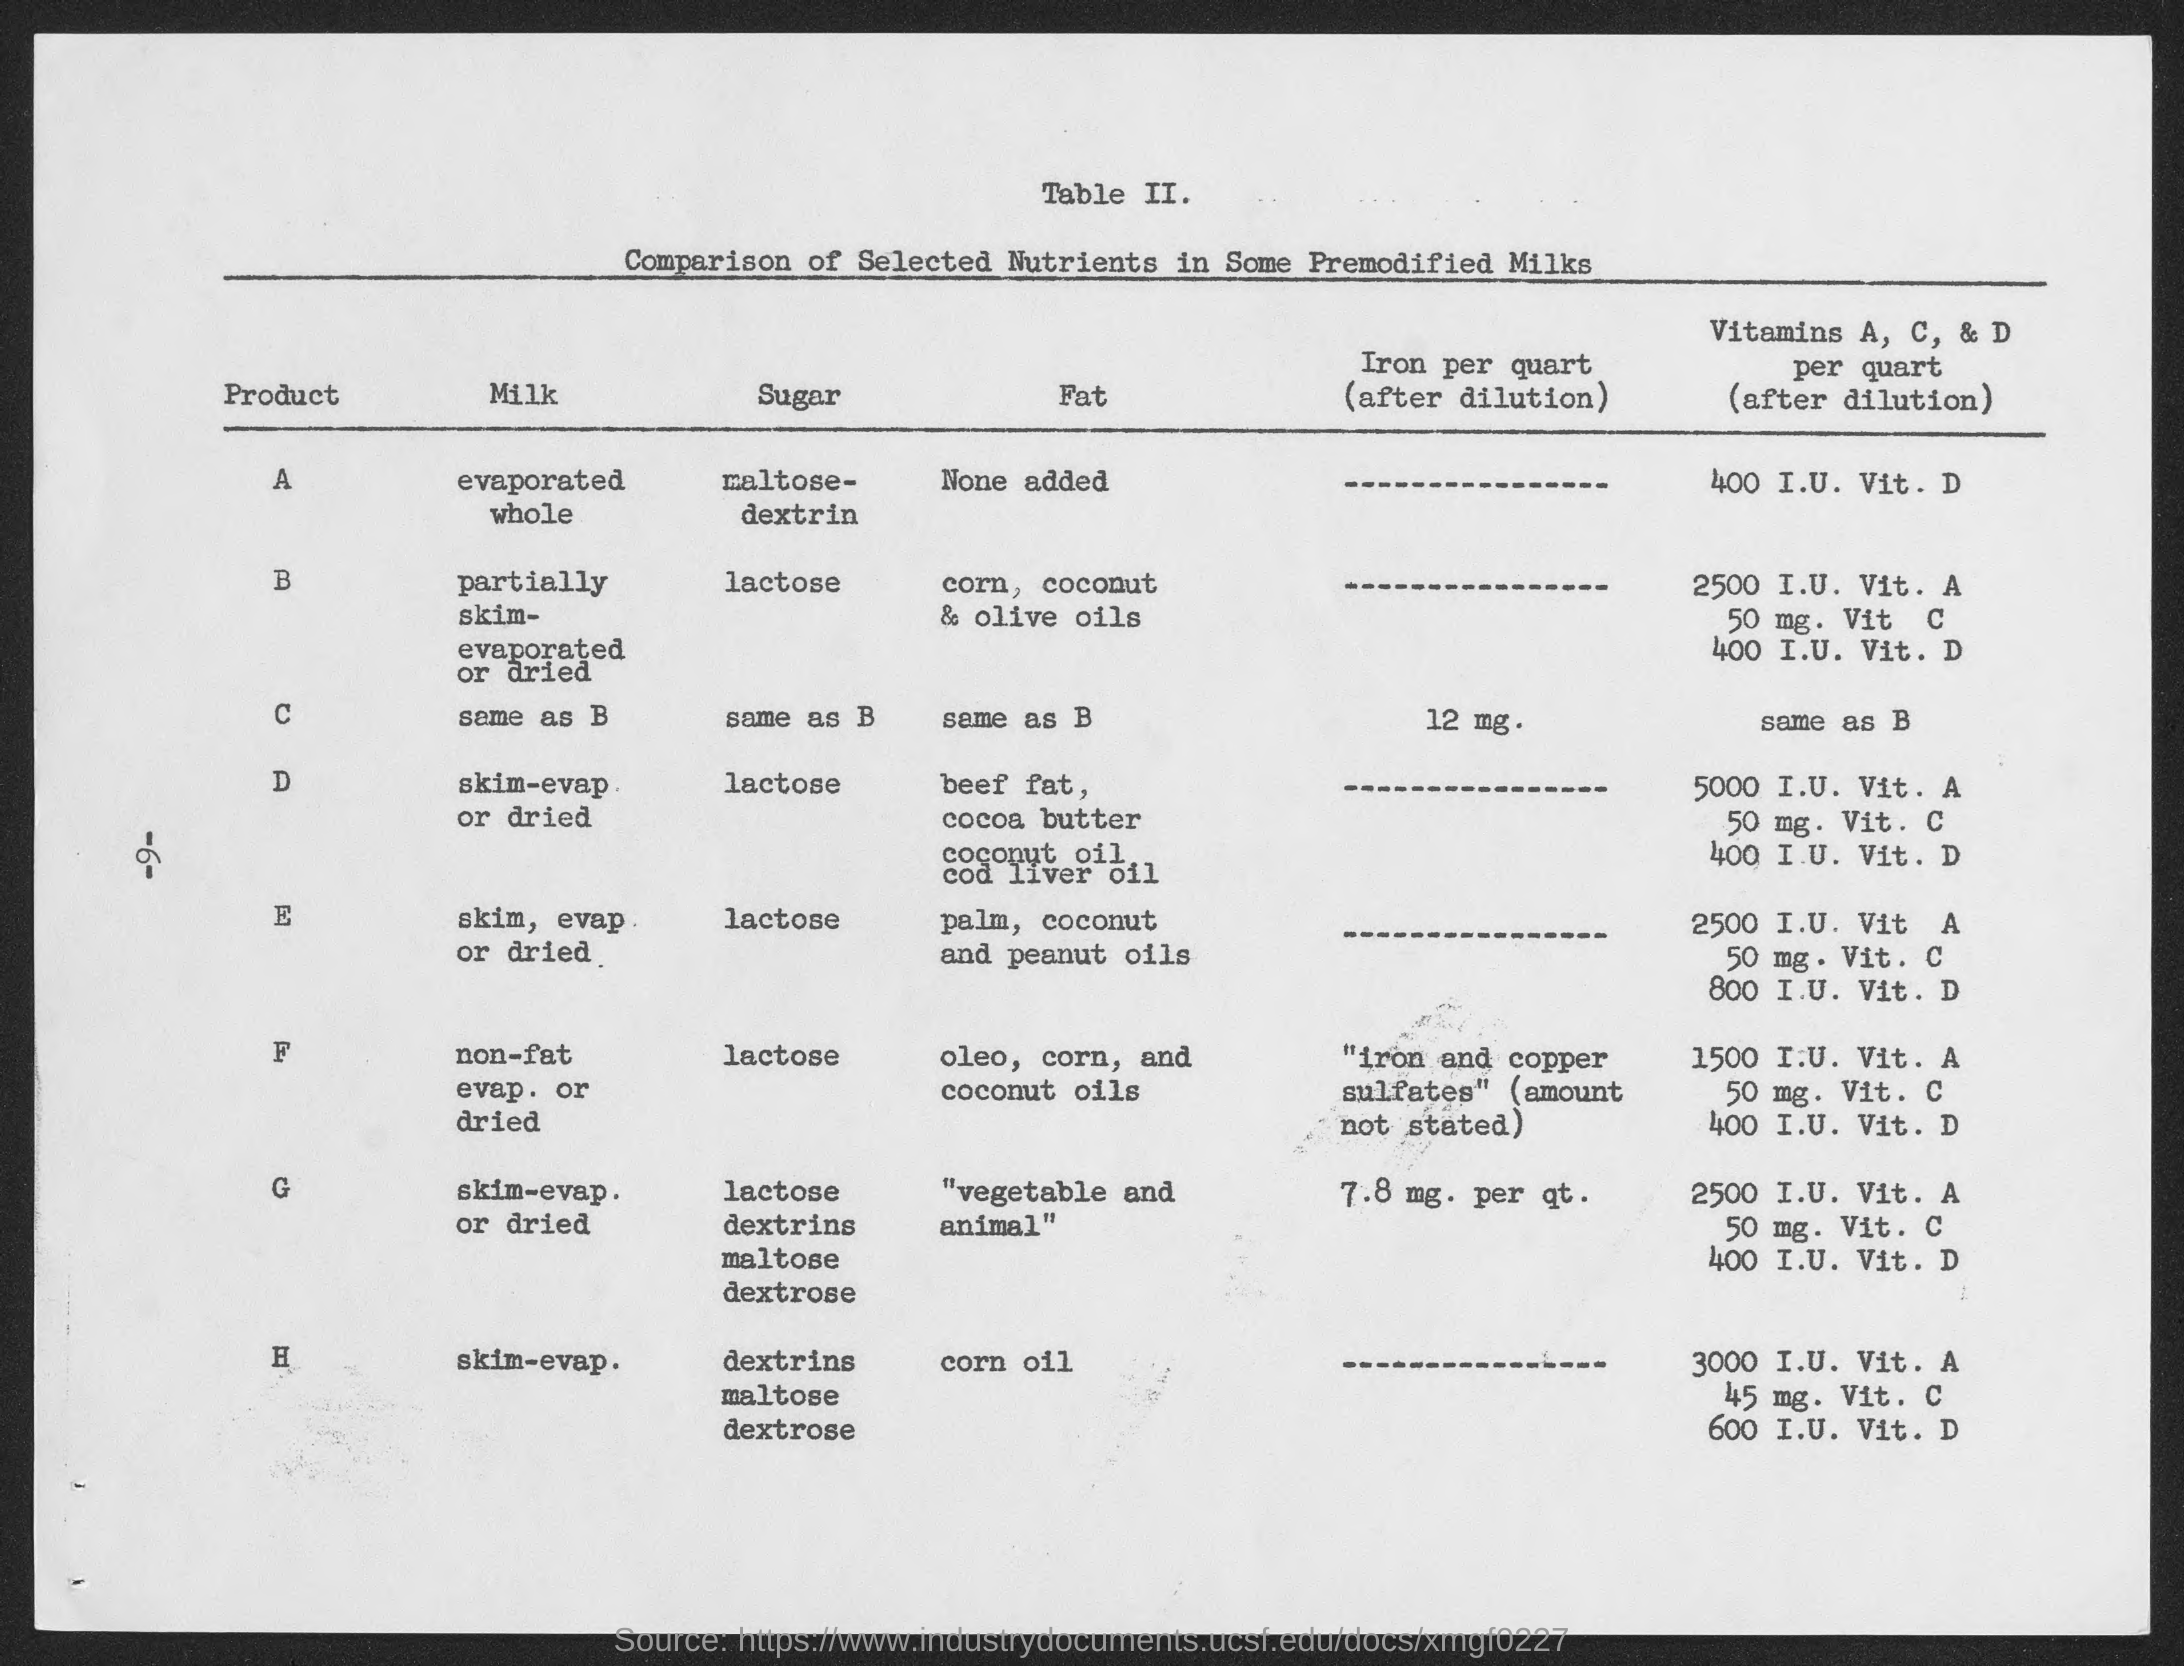 Table II.
Comparison of Selected Nutrients in Some Premodified Milks
Vitamins A, C, & D
Iron per quart per quart
Product Milk Sugar Fat (after dilution) (after dilution)
A evaporated maltose- None added ---------------- 400 I.U. Vit. D
whole dextrin
B partially lactose corn, coconut ---------------- 2500 I.U. Vit. A
skim- & olive oils 50 mg. Vit C
evaporated 400 I.U. Vit. D
or dried
C same as B same as B same as B 12 mg. same as B
D skim-evap. lactose beef fat, ---------------- 5000 I.U. Vit. A
or dried cocoa butter 50 mg. Vit. C
coconut oil, 400 I.U. Vit. D
cod liver oil
-9-
E skim, evap. lactose palm, coconut ---------------- 2500 I.U. Vit A
or dried. and peanut oils 50 mg. Vit. C
800 I.U. Vit. D
F non-fat lactose oleo, corn, and "iron and copper 1500 I.U. Vit. A
evap. or coconut oils sulfates" (amount 50 mg. Vit. C
dried not stated) 400 I.U. Vit. D
G skim-evap. lactose "vegetable and 7.8 mg. per qt. 2500 I.U. Vit. A
or dried dextrins animal" 50 mg. Vit. C
maltose 400 I.U. Vit. D
dextrose
H skim-evap. dextrins corn oil ---------------- 3000 I.U. Vit. A
maltose 45 mg. Vit. C
dextrose 600 I.U. Vit. D
Source: https://www.industrydocuments.ucsf.edu/docs/xmgf0227